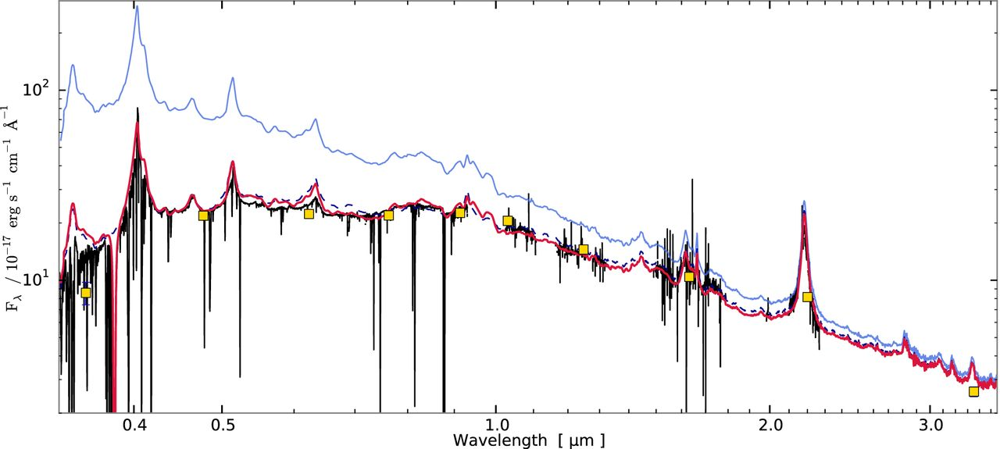 10²
10¹
F_λ / 10⁻¹⁷ erg s⁻¹ cm⁻¹ Å⁻¹
0.4 0.5 1.0 2.0 3.0
Wavelength [ μm ]